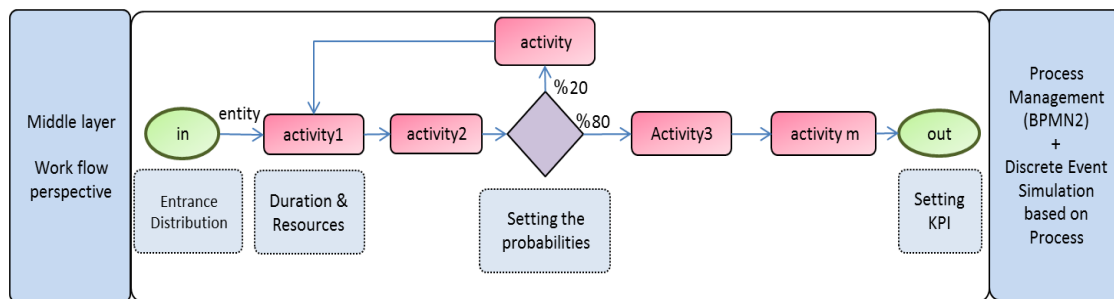 Middle layer
Work flow
perspective
in
entity
Entrance
Distribution
activity1
Duration &
Resources
activity2
activity
%20
%80
Setting the
probabilities
Activity3
activity m
out
Setting
KPI
Process
Management
(BPMN2)
+
Discrete Event
Simulation
based on
Process